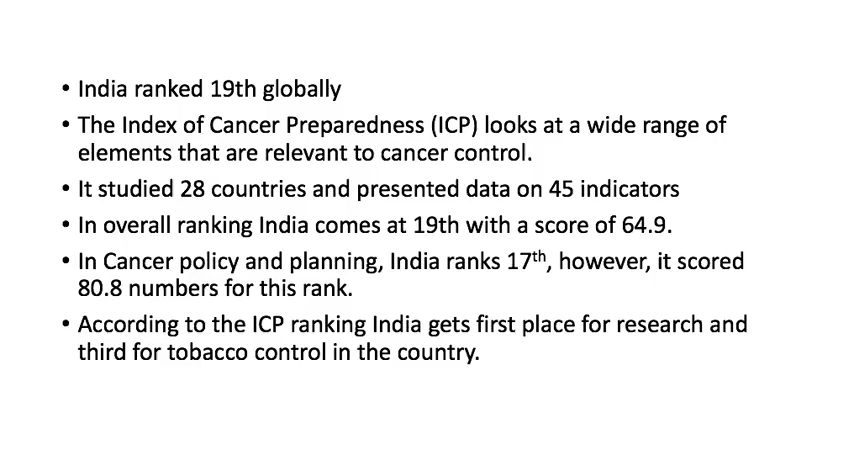 • India ranked 19th globally
• The Index of Cancer Preparedness (ICP) looks at a wide range of
elements that are relevant to cancer control.
• It studied 28 countries and presented data on 45 indicators
• In overall ranking India comes at 19th with a score of 64.9.
• In Cancer policy and planning, India ranks 17th, however, it scored
80.8 numbers for this rank.
• According to the ICP ranking India gets first place for research and
third for tobacco control in the country.